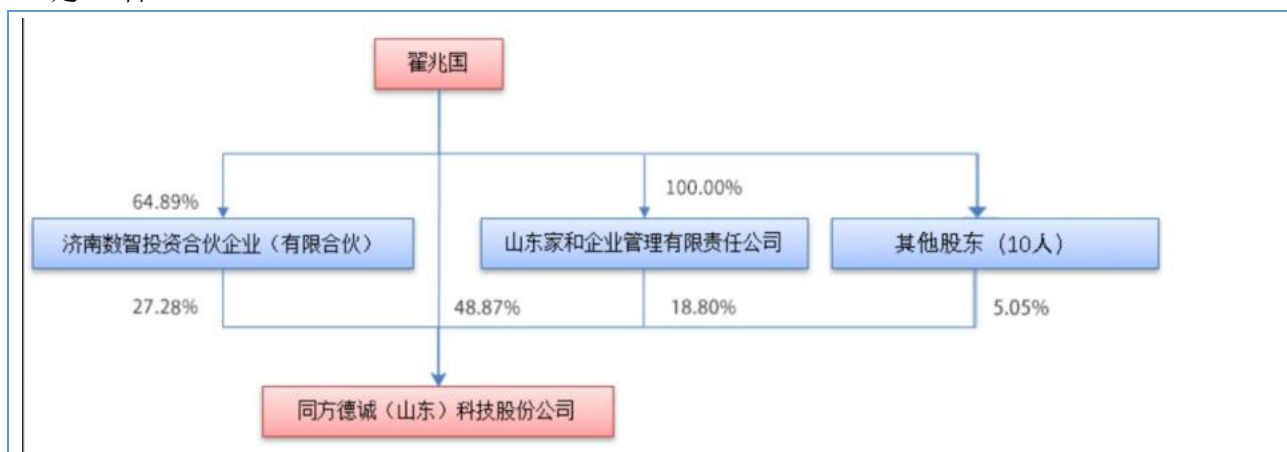 翟兆国
64.89%
100.00%
济南数智投资合伙企业（有限合伙）
山东家和企业管理有限责任公司
其他股东（10人）
27.28%
48.87%
18.80%
5.05%
同方德诚（山东）科技股份公司